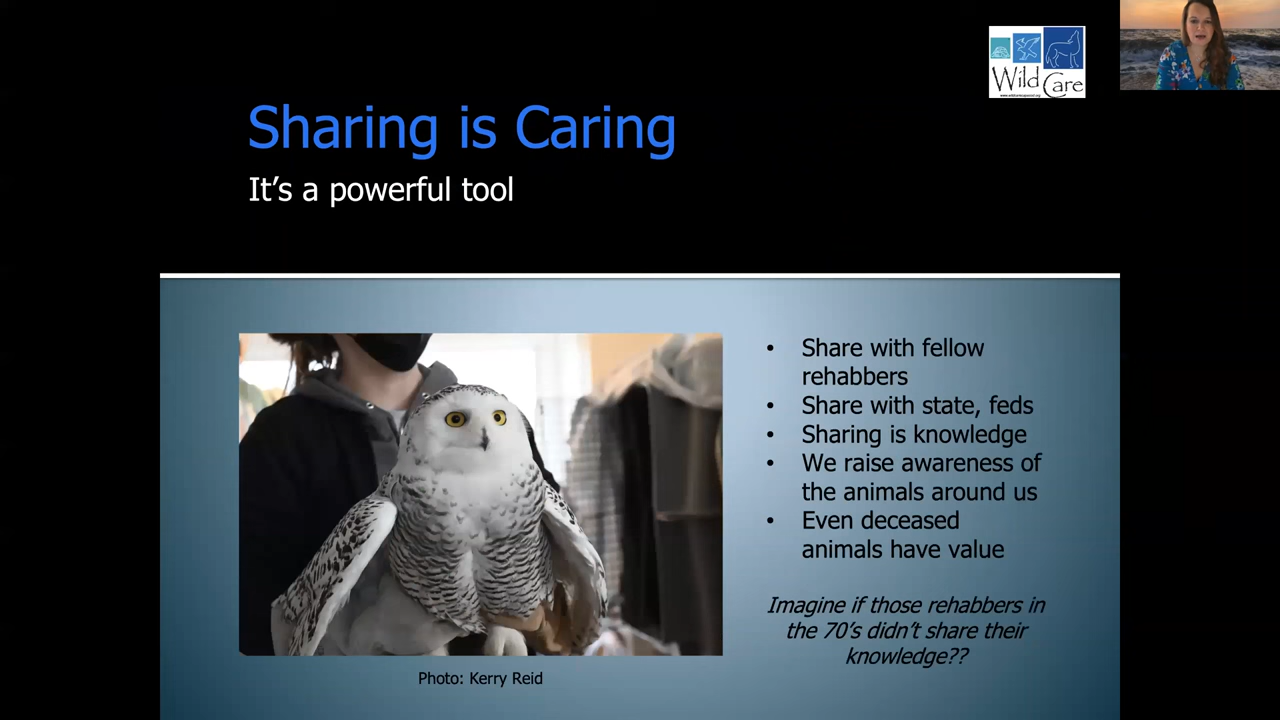 Wild Care
Sharing is Caring
It's a powerful tool
• Share with fellow
rehabbers
• Share with state, feds
• Sharing is knowledge
• We raise awareness of
the animals around us
• Even deceased
animals have value
Imagine if those rehabbers in
the 70's didn't share their
knowledge??
Photo: Kerry Reid